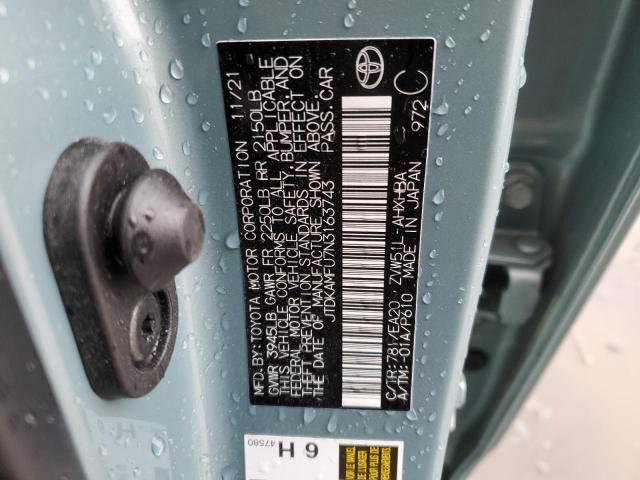 MFD.BY: TOYOTA MOTOR CORPORATION 11/21
GVWR 3945LB GAWR FR 2250LB RR 2150LB
THIS VEHICLE CONFORMS TO ALL APPLICABLE
FEDERAL MOTOR VEHICLE SAFETY, BUMPER, AND
THEFT PREVENTION STANDARDS IN EFFECT ON
THE DATE OF MANUFACTURE SHOWN ABOVE.
JTDKAMFU7N3163743 PASS.CAR
C/TR: 781/EA20 ZVW51L-AHXHBA
A/TM: -01A/P610 MADE IN JAPAN
972 C
6 H
47580